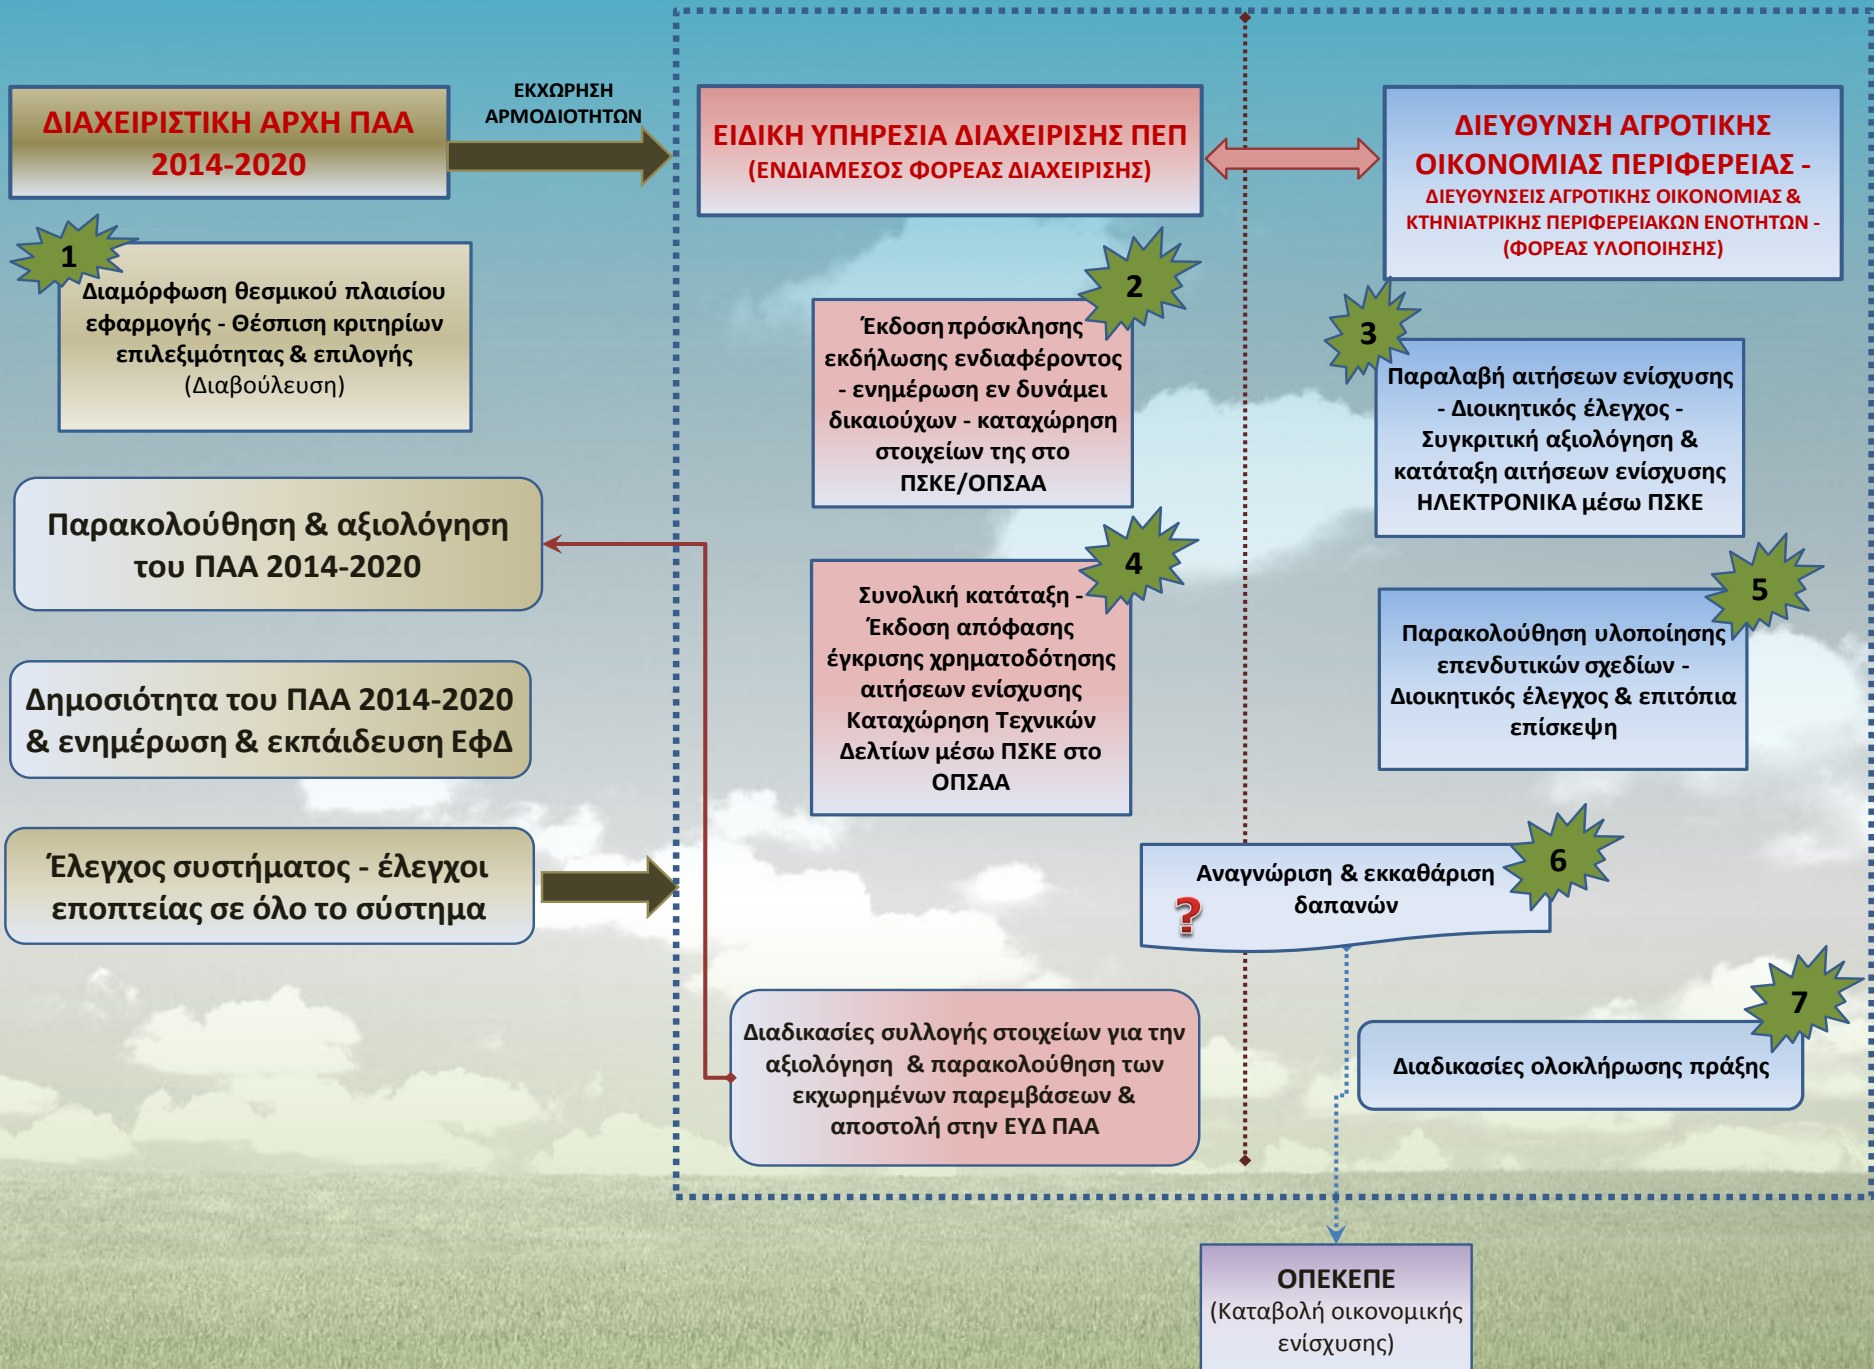 ΔΙΑΧΕΙΡΙΣΤΙΚΗ ΑΡΧΗ ΠΑΑ
2014-2020
ΕΚΧΩΡΗΣΗ
ΑΡΜΟΔΙΟΤΗΤΩΝ
ΕΙΔΙΚΗ ΥΠΗΡΕΣΙΑ ΔΙΑΧΕΙΡΙΣΗΣ ΠΕΠ
(ΕΝΔΙΑΜΕΣΟΣ ΦΟΡΕΑΣ ΔΙΑΧΕΙΡΙΣΗΣ)
ΔΙΕΥΘΥΝΣΗ ΑΓΡΟΤΙΚΗΣ
ΟΙΚΟΝΟΜΙΑΣ ΠΕΡΙΦΕΡΕΙΑΣ -
ΔΙΕΥΘΥΝΣΕΙΣ ΑΓΡΟΤΙΚΗΣ ΟΙΚΟΝΟΜΙΑΣ &
ΚΤΗΝΙΑΤΡΙΚΗΣ ΠΕΡΙΦΕΡΕΙΑΚΩΝ ΕΝΟΤΗΤΩΝ -
(ΦΟΡΕΑΣ ΥΛΟΠΟΙΗΣΗΣ)
1
Διαμόρφωση θεσμικού πλαισίου
εφαρμογής - Θέσπιση κριτηρίων
επιλεξιμότητας & επιλογής
(Διαβούλευση)
2
Έκδοση πρόσκλησης
εκδήλωσης ενδιαφέροντος
- ενημέρωση εν δυνάμει
δικαιούχων - καταχώρηση
στοιχείων της στο
ΠΣΚΕ/ΟΠΣΑΑ
3
Παραλαβή αιτήσεων ενίσχυσης
- Διοικητικός έλεγχος -
Συγκριτική αξιολόγηση &
κατάταξη αιτήσεων ενίσχυσης
ΗΛΕΚΤΡΟΝΙΚΑ μέσω ΠΣΚΕ
Παρακολούθηση & αξιολόγηση
του ΠΑΑ 2014-2020
4
Συνολική κατάταξη -
Έκδοση απόφασης
έγκρισης χρηματοδότησης
αιτήσεων ενίσχυσης
Καταχώρηση Τεχνικών
Δελτίων μέσω ΠΣΚΕ στο
ΟΠΣΑΑ
5
Παρακολούθηση υλοποίησης
επενδυτικών σχεδίων -
Διοικητικός έλεγχος & επιτόπια
επίσκεψη
Δημοσιότητα του ΠΑΑ 2014-2020
& ενημέρωση & εκπάιδευση ΕφΔ
Έλεγχος συστήματος - έλεγχοι
εποπτείας σε όλο το σύστημα
6
Αναγνώριση & εκκαθάριση
δαπανών
?
Διαδικασίες συλλογής στοιχείων για την
αξιολόγηση & παρακολούθηση των
εκχωρημένων παρεμβάσεων &
αποστολή στην ΕΥΔ ΠΑΑ
7
Διαδικασίες ολοκλήρωσης πράξης
ΟΠΕΚΕΠΕ
(Καταβολή οικονομικής
ενίσχυσης)